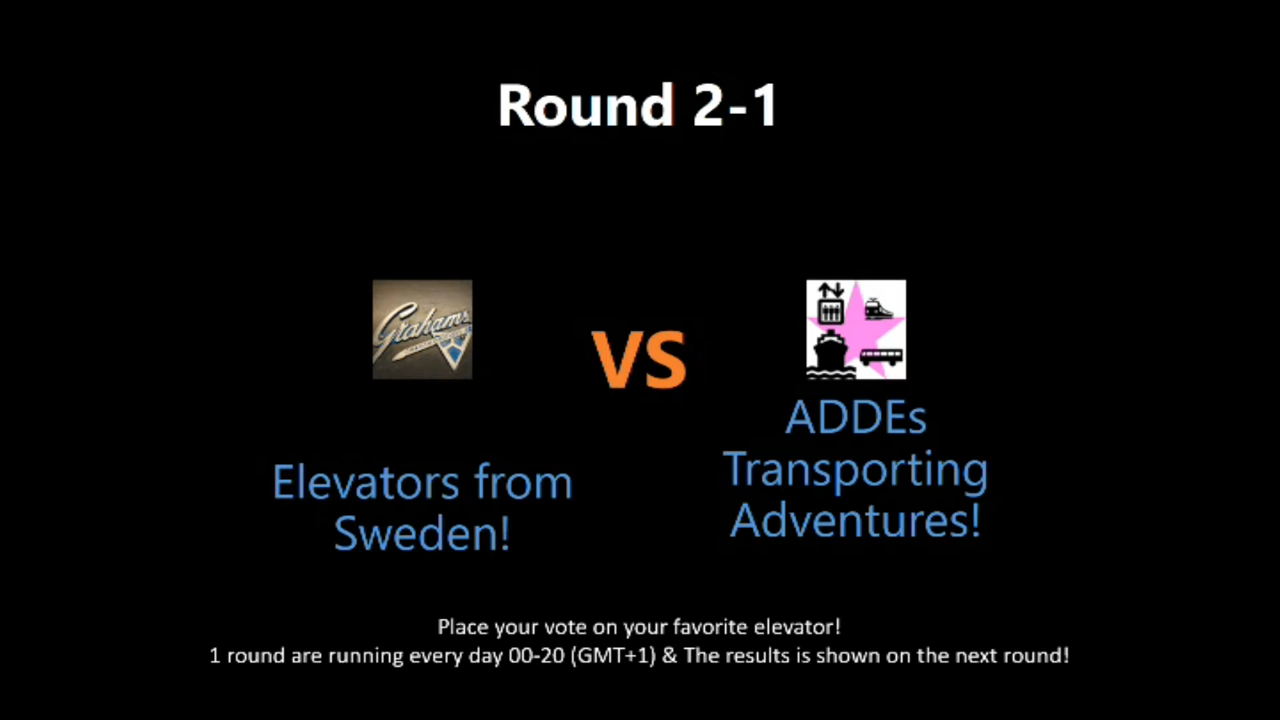 Round 2-1
Grahams
VS
ADDEs
Transporting
Adventures!
Elevators from
Sweden!
Place your vote on your favorite elevator!
1 round are running every day 00-20 (GMT+1) & The results is shown on the next round!